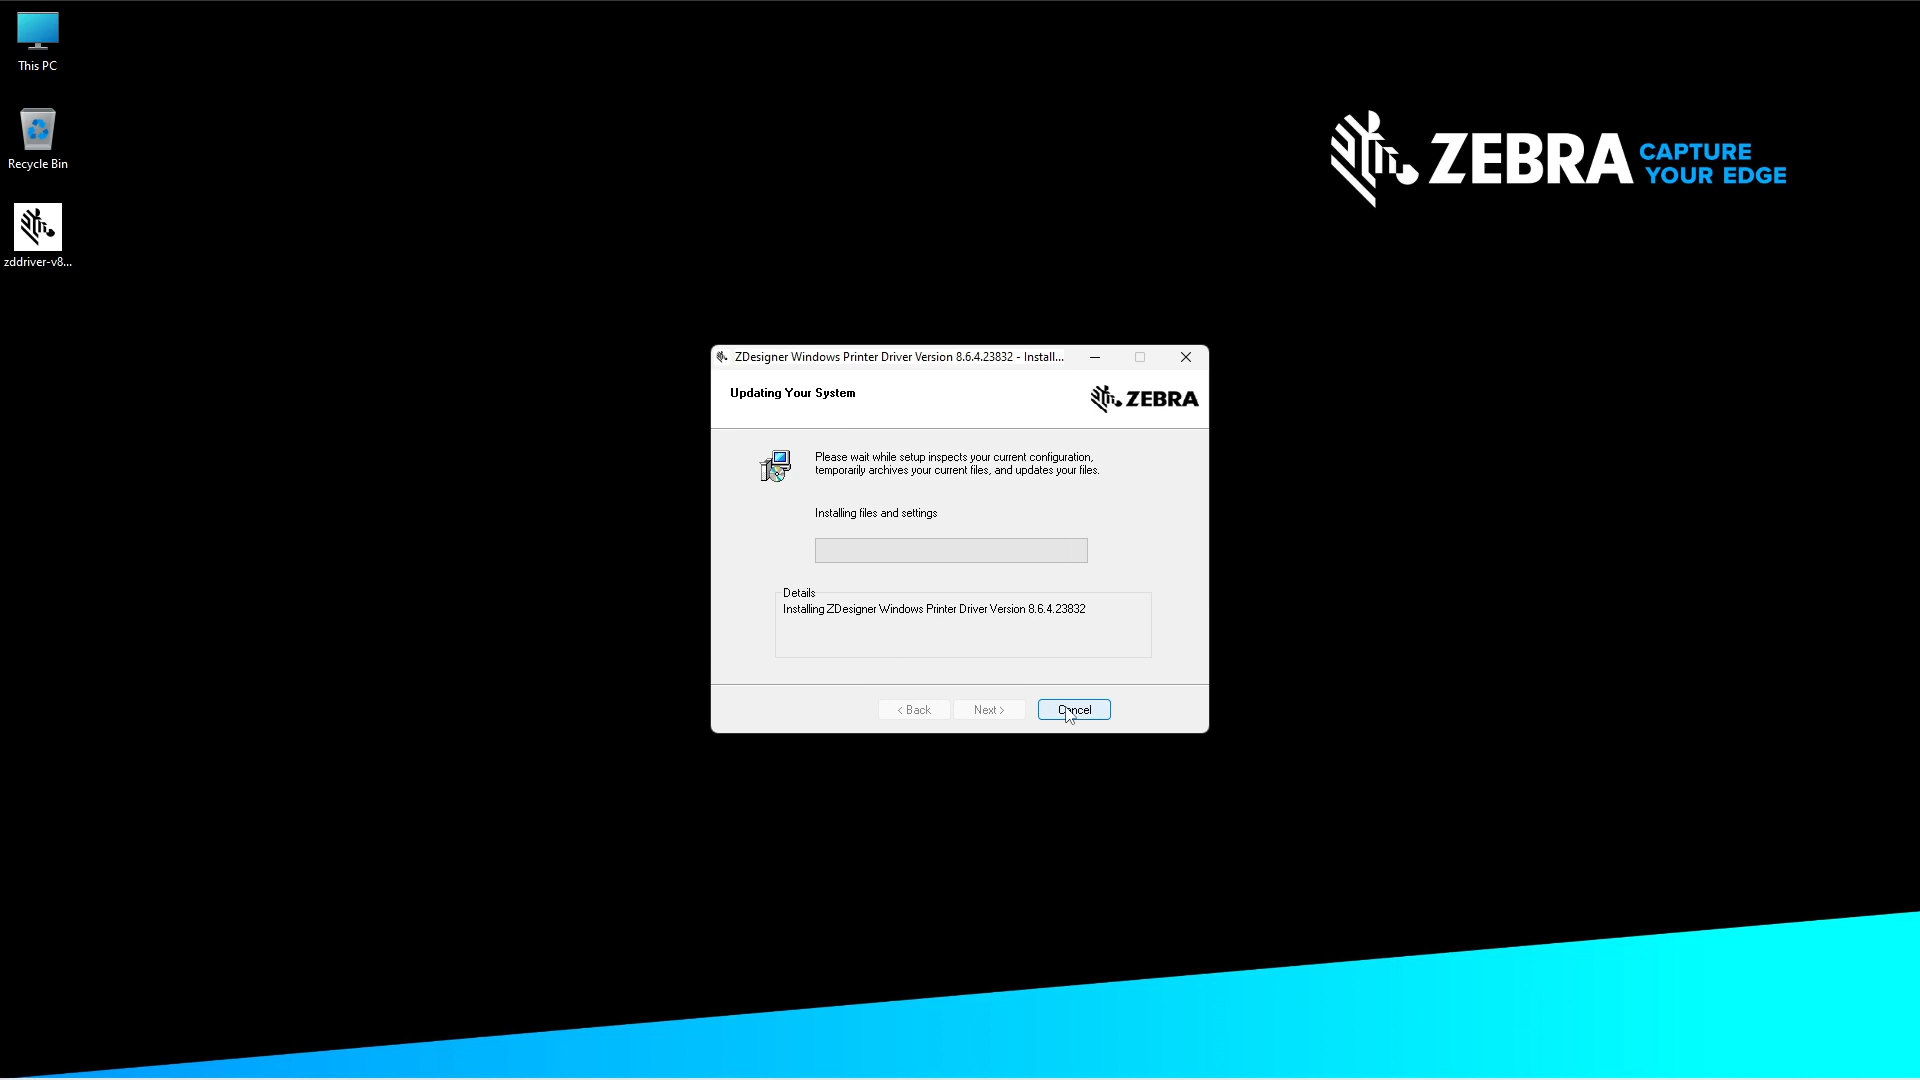 This PC
Recycle Bin
zddriver-v8...
ZEBRA
CAPTURE
YOUR EDGE
ZDesigner Windows Printer Driver Version 8.6.4.23832 - Install...
Updating Your System
ZEBRA
Please wait while setup inspects your current configuration,
temporarily archives your current files, and updates your files.
Installing files and settings
Details
Installing ZDesigner Windows Printer Driver Version 8.6.4.23832
< Back
Next >
Cancel